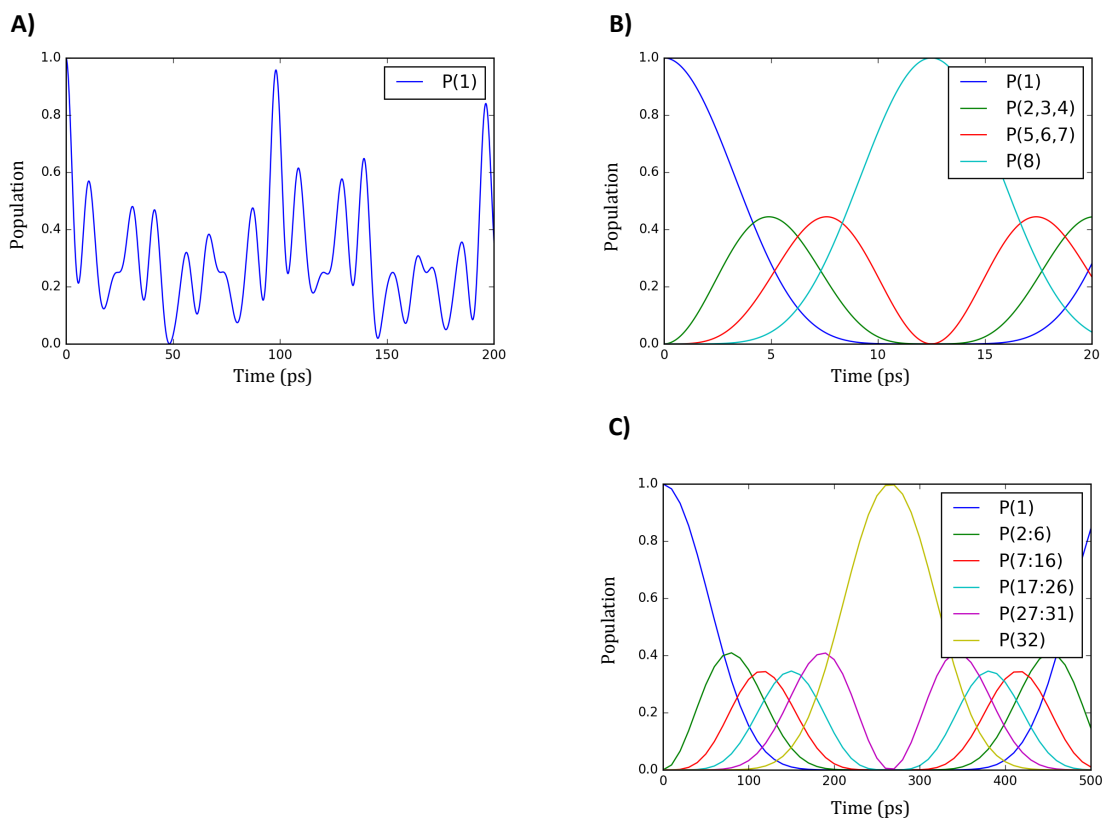 A)
1.0
0.8
0.6
0.4
0.2
0.0
Population
P(1)
0 50 100 150 200
Time (ps)
B)
1.0
0.8
0.6
0.4
0.2
0.0
Population
P(1)
P(2,3,4)
P(5,6,7)
P(8)
0 5 10 15 20
Time (ps)
C)
1.0
0.8
0.6
0.4
0.2
0.0
Population
P(1)
P(2:6)
P(7:16)
P(17:26)
P(27:31)
P(32)
0 100 200 300 400 500
Time (ps)